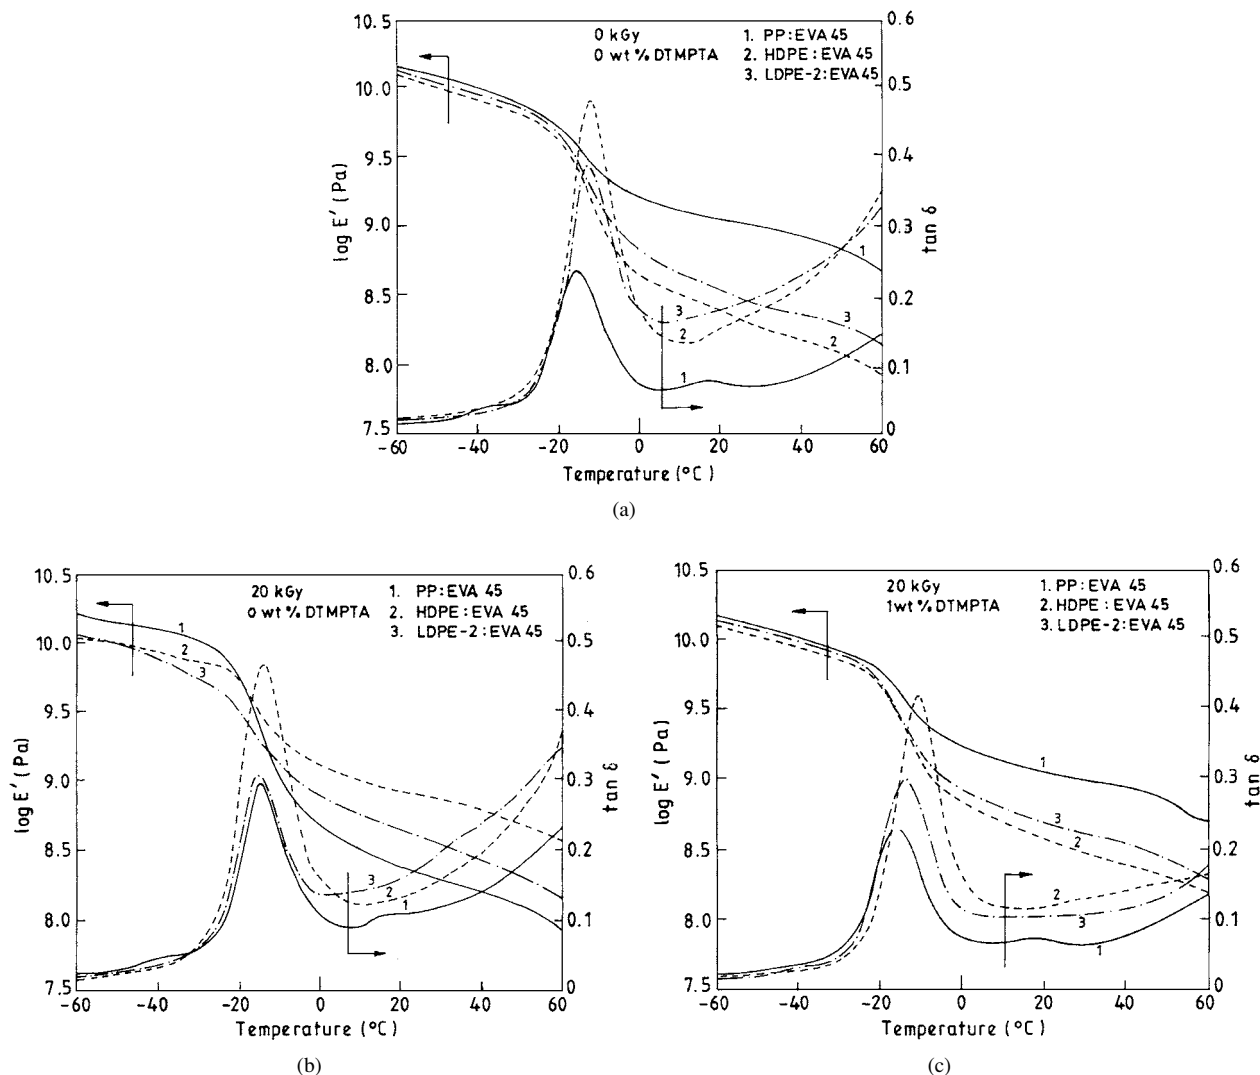 10.5
10.0
9.5
9.0
8.5
8.0
7.5
log E′ (Pa)
0 kGy
0 wt % DTMPTA
1. PP:EVA 45
2. HDPE:EVA 45
3. LDPE-2:EVA 45
0.6
0.5
0.4
0.3
0.2
0.1
0
tan δ
1
3
2
3
2
1
-60 -40 -20 0 20 40 60
Temperature (°C)
(a)
10.5
10.0
9.5
9.0
8.5
8.0
7.5
log E′ (Pa)
20 kGy
0 wt % DTMPTA
1. PP:EVA 45
2. HDPE:EVA 45
3. LDPE-2:EVA 45
0.6
0.5
0.4
0.3
0.2
0.1
0
tan δ
1
2
3
3
2
1
-60 -40 -20 0 20 40 60
Temperature (°C)
(b)
10.5
10.0
9.5
9.0
8.5
8.0
7.5
log E′ (Pa)
20 kGy
1 wt % DTMPTA
1. PP:EVA 45
2. HDPE:EVA 45
3. LDPE-2:EVA 45
0.6
0.5
0.4
0.3
0.2
0.1
0
tan δ
1
3
2
2
3
1
-60 -40 -20 0 20 40 60
Temperature (°C)
(c)